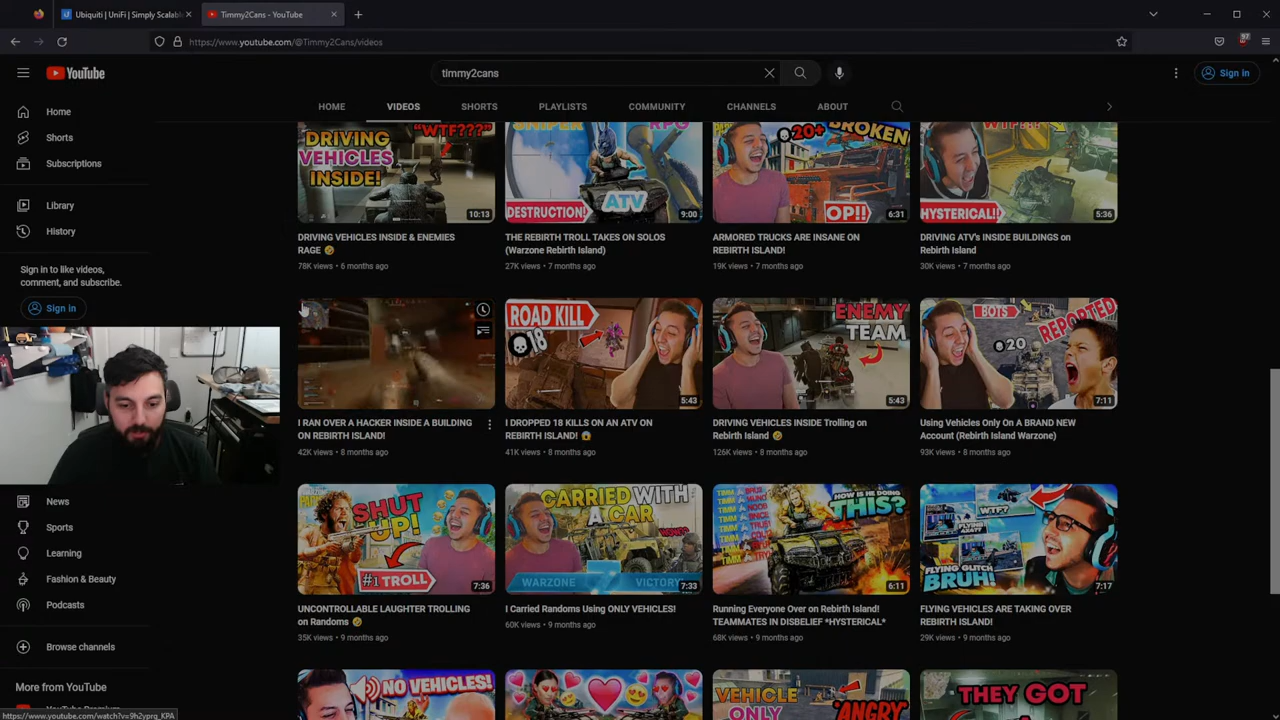 Ubiquiti | UniFi | Simply Scalabl
Timmy2Cans - YouTube
https://www.youtube.com/@Timmy2Cans/videos
97
YouTube
timmy2cans
Sign in
HOME
VIDEOS
SHORTS
PLAYLISTS
COMMUNITY
CHANNELS
ABOUT
Home
Shorts
Subscriptions
Library
History
Sign in to like videos,
comment, and subscribe.
Sign in
News
Sports
Learning
Fashion & Beauty
Podcasts
Browse channels
More from YouTube
https://www.youtube.com/watch?v=9h2yprg_KPA
"WTF???"
DRIVING
VEHICLES
INSIDE!
10:13
DRIVING VEHICLES INSIDE & ENEMIES
RAGE 🤣
78K views • 6 months ago
SNIPER
RPG
ATV
DESTRUCTION!
9:00
THE REBIRTH TROLL TAKES ON SOLOS
(Warzone Rebirth Island)
27K views • 7 months ago
20+
BROKEN
OP!!
6:31
ARMORED TRUCKS ARE INSANE ON
REBIRTH ISLAND!
19K views • 7 months ago
HYSTERICAL!
5:36
DRIVING ATV's INSIDE BUILDINGS on
Rebirth Island
30K views • 7 months ago
I RAN OVER A HACKER INSIDE A BUILDING
ON REBIRTH ISLAND!
42K views • 8 months ago
ROAD KILL
18
5:43
I DROPPED 18 KILLS ON AN ATV ON
REBIRTH ISLAND! 😱
41K views • 8 months ago
ENEMY
TEAM
5:43
DRIVING VEHICLES INSIDE Trolling on
Rebirth Island 🤣
126K views • 8 months ago
BOTS
REPORTED
20
7:11
Using Vehicles Only On A BRAND NEW
Account (Rebirth Island Warzone)
93K views • 8 months ago
SHUT
UP!
#1 TROLL
7:36
UNCONTROLLABLE LAUGHTER TROLLING
on Randoms 🤣
35K views • 9 months ago
CARRIED WITH
A CAR
WARZONE
VICTORY
7:33
I Carried Randoms Using ONLY VEHICLES!
60K views • 9 months ago
HOW IS HE DOING
THIS?
6:11
Running Everyone Over on Rebirth Island!
TEAMMATES IN DISBELIEF *HYSTERICAL*
68K views • 9 months ago
WTF?
FLYING
GLITCH
BRUH!
7:17
FLYING VEHICLES ARE TAKING OVER
REBIRTH ISLAND!
29K views • 9 months ago
NO VEHICLES!
VEHICLE
ONLY
"ANGRY"
THEY GOT